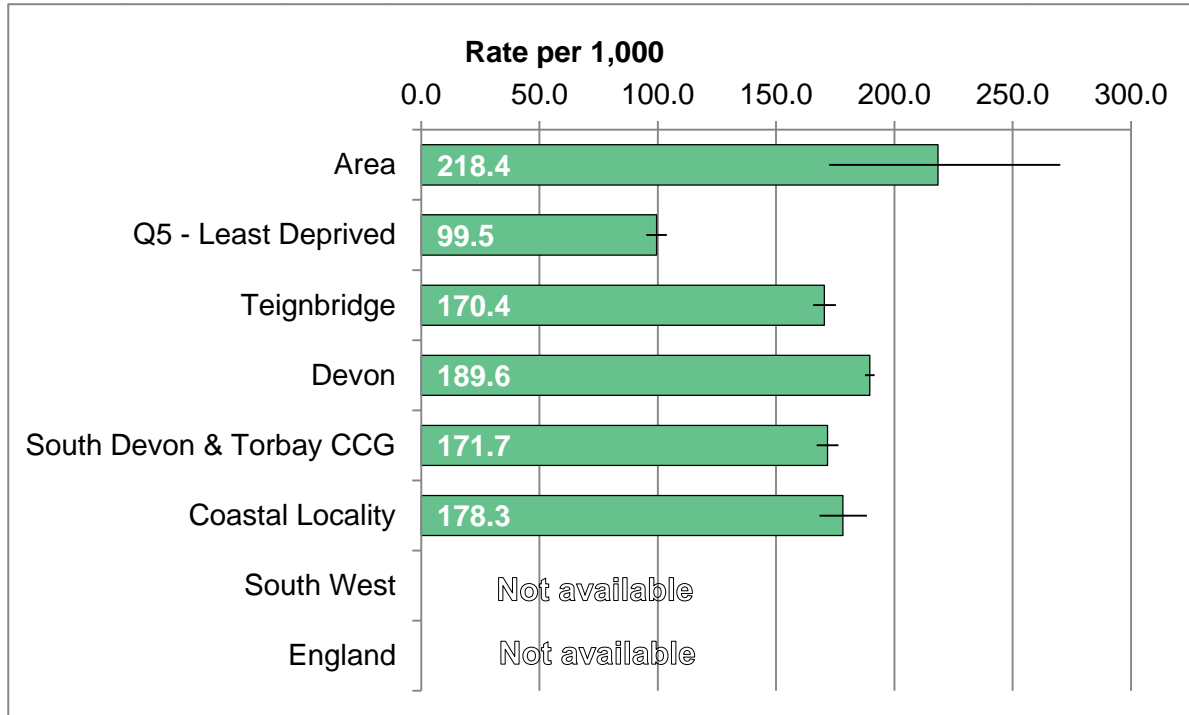 Rate per 1,000
0.0 50.0 100.0 150.0 200.0 250.0 300.0
Area 218.4
Q5 - Least Deprived 99.5
Teignbridge 170.4
Devon 189.6
South Devon & Torbay CCG 171.7
Coastal Locality 178.3
South West Not available
England Not available